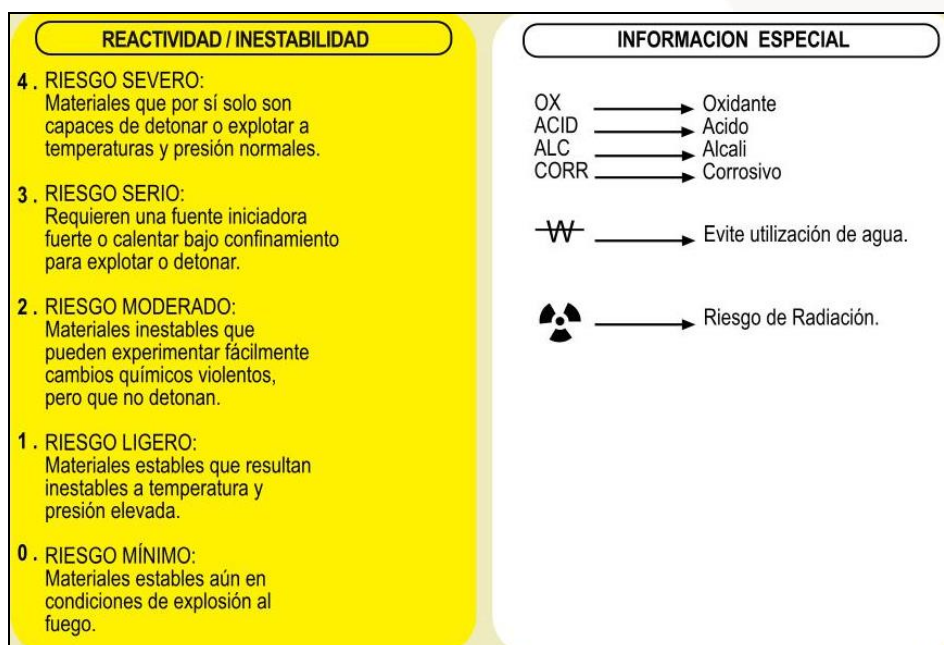 REACTIVIDAD / INESTABILIDAD
4. RIESGO SEVERO:
Materiales que por sí solo son
capaces de detonar o explotar a
temperaturas y presión normales.
3. RIESGO SERIO:
Requieren una fuente iniciadora
fuerte o calentar bajo confinamiento
para explotar o detonar.
2. RIESGO MODERADO:
Materiales inestables que
pueden experimentar fácilmente
cambios químicos violentos,
pero que no detonan.
1. RIESGO LIGERO:
Materiales estables que resultan
inestables a temperatura y
presión elevada.
0. RIESGO MÍNIMO:
Materiales estables aún en
condiciones de explosión al
fuego.
INFORMACION ESPECIAL
OX Oxidante
ACID Acido
ALC Alcali
CORR Corrosivo
W Evite utilización de agua.
Riesgo de Radiación.